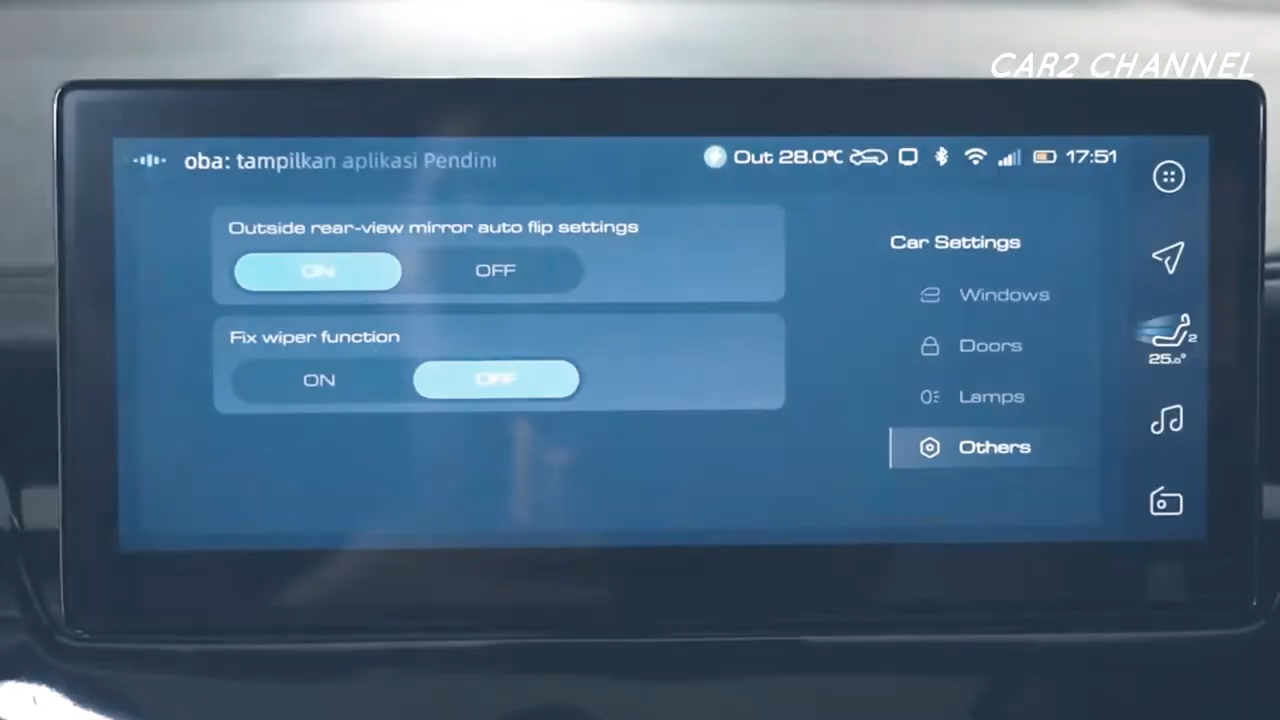 CAR2 CHANNEL
oba: tampilkan aplikasi Pendin
Out 28.0℃ 17:51
Outside rear-view mirror auto flip settings
ON OFF
Fix wiper function
ON OFF
Car Settings
Windows
Doors
Lamps
Others
2
25.0°